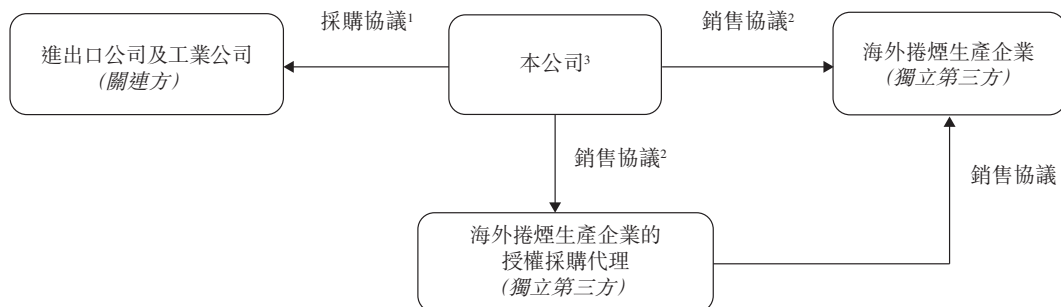 採購協議¹
銷售協議²
進出口公司及工業公司
(關連方)
本公司³
海外捲煙生產企業
(獨立第三方)
銷售協議²
銷售協議
海外捲煙生產企業的
授權採購代理
(獨立第三方)